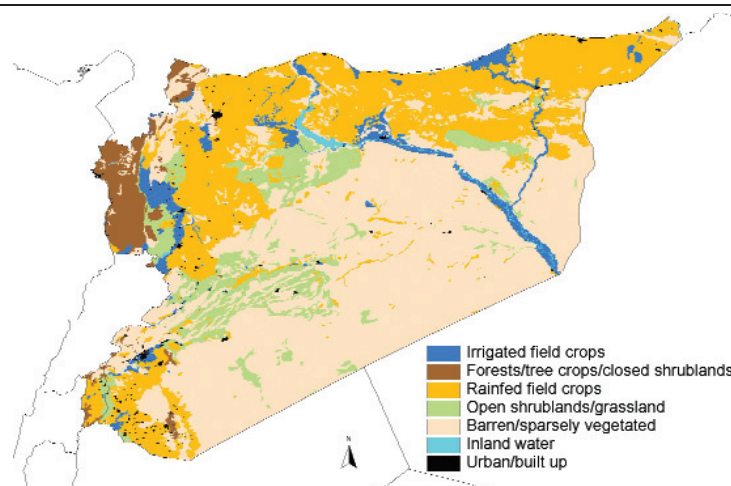 N
Irrigated field crops
Forests/tree crops/closed shrublands
Rainfed field crops
Open shrublands/grassland
Barren/sparsely vegetated
Inland water
Urban/built up